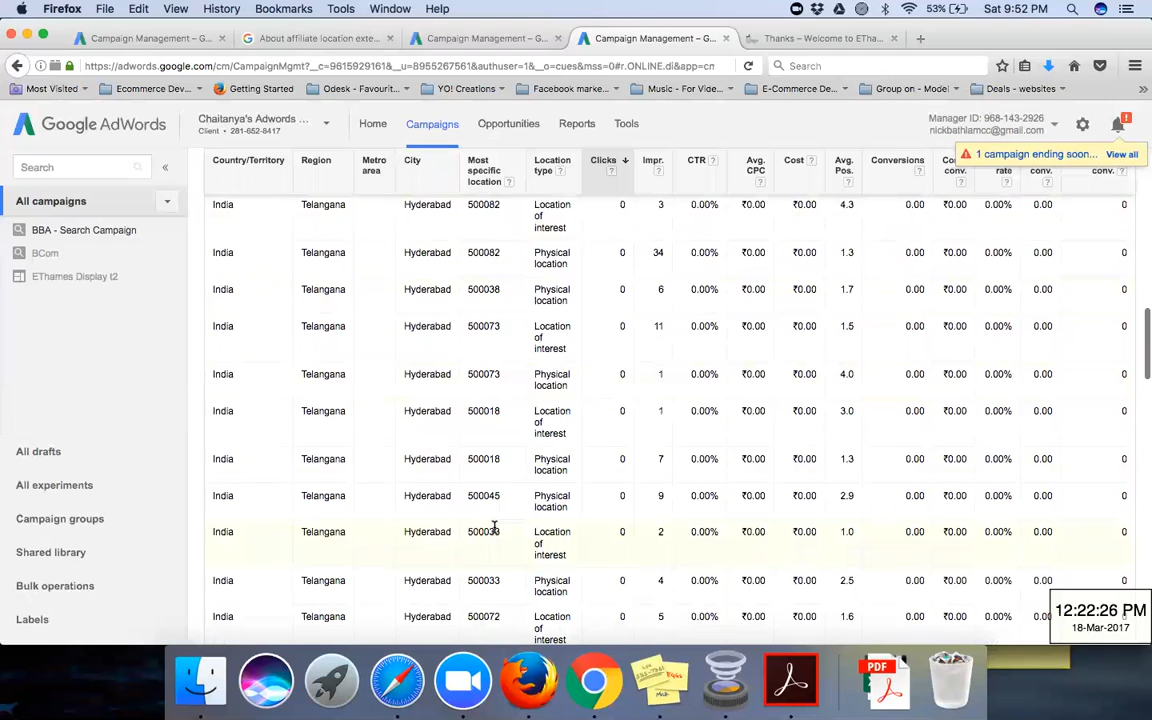 Firefox File Edit View History Bookmarks Tools Window Help 53% Sat 9:52 PM
Campaign Management – G... × About affiliate location exte... × Campaign Management – G... × Campaign Management – G... × Thanks – Welcome to ETha... × +
https://adwords.google.com/cm/CampaignMgmt?__c=9615929161&__u=8955267561&authuser=1&__o=cues&mss=0#r.ONLINE.di&app=cm Search
Most Visited Ecommerce Dev... Getting Started Odesk - Favourit... YO! Creations Facebook marke... Music - For Vide... E-Commerce De... Group on - Model Deals - websites
Google AdWords
Chaitanya's Adwords ...
Client - 281-652-8417
Home Campaigns Opportunities Reports Tools
Manager ID: 968-143-2926
nickbathlamcc@gmail.com
1 campaign ending soon... View all
Search
All campaigns
BBA - Search Campaign
BCom
EThames Display t2
All drafts
All experiments
Campaign groups
Shared library
Bulk operations
Labels
Country/Territory Region Metro area City Most specific location ? Location type Clicks ↓ ? Impr. ? CTR ? Avg. CPC ? Cost ? Avg. Pos. ? Conversions ? conv. ? rate ? conv. ? conv. ?
India Telangana Hyderabad 500082 Location of interest 0 3 0.00% ₹0.00 ₹0.00 4.3 0.00 ₹0.00 0.00% 0.00 0
India Telangana Hyderabad 500082 Physical location 0 34 0.00% ₹0.00 ₹0.00 1.3 0.00 ₹0.00 0.00% 0.00 0
India Telangana Hyderabad 500038 Physical location 0 6 0.00% ₹0.00 ₹0.00 1.7 0.00 ₹0.00 0.00% 0.00 0
India Telangana Hyderabad 500073 Location of interest 0 11 0.00% ₹0.00 ₹0.00 1.5 0.00 ₹0.00 0.00% 0.00 0
India Telangana Hyderabad 500073 Physical location 0 1 0.00% ₹0.00 ₹0.00 4.0 0.00 ₹0.00 0.00% 0.00 0
India Telangana Hyderabad 500018 Location of interest 0 1 0.00% ₹0.00 ₹0.00 3.0 0.00 ₹0.00 0.00% 0.00 0
India Telangana Hyderabad 500018 Physical location 0 7 0.00% ₹0.00 ₹0.00 1.3 0.00 ₹0.00 0.00% 0.00 0
India Telangana Hyderabad 500045 Physical location 0 9 0.00% ₹0.00 ₹0.00 2.9 0.00 ₹0.00 0.00% 0.00 0
India Telangana Hyderabad 500033 Location of interest 0 2 0.00% ₹0.00 ₹0.00 1.0 0.00 ₹0.00 0.00% 0.00 0
India Telangana Hyderabad 500033 Physical location 0 4 0.00% ₹0.00 ₹0.00 2.5 0.00 ₹0.00 0.00% 0.00 0
India Telangana Hyderabad 500072 Location of interest 0 5 0.00% ₹0.00 ₹0.00 1.6 0.00 ₹0.00 0.00% 0.00
12:22:26 PM
18-Mar-2017
PDF